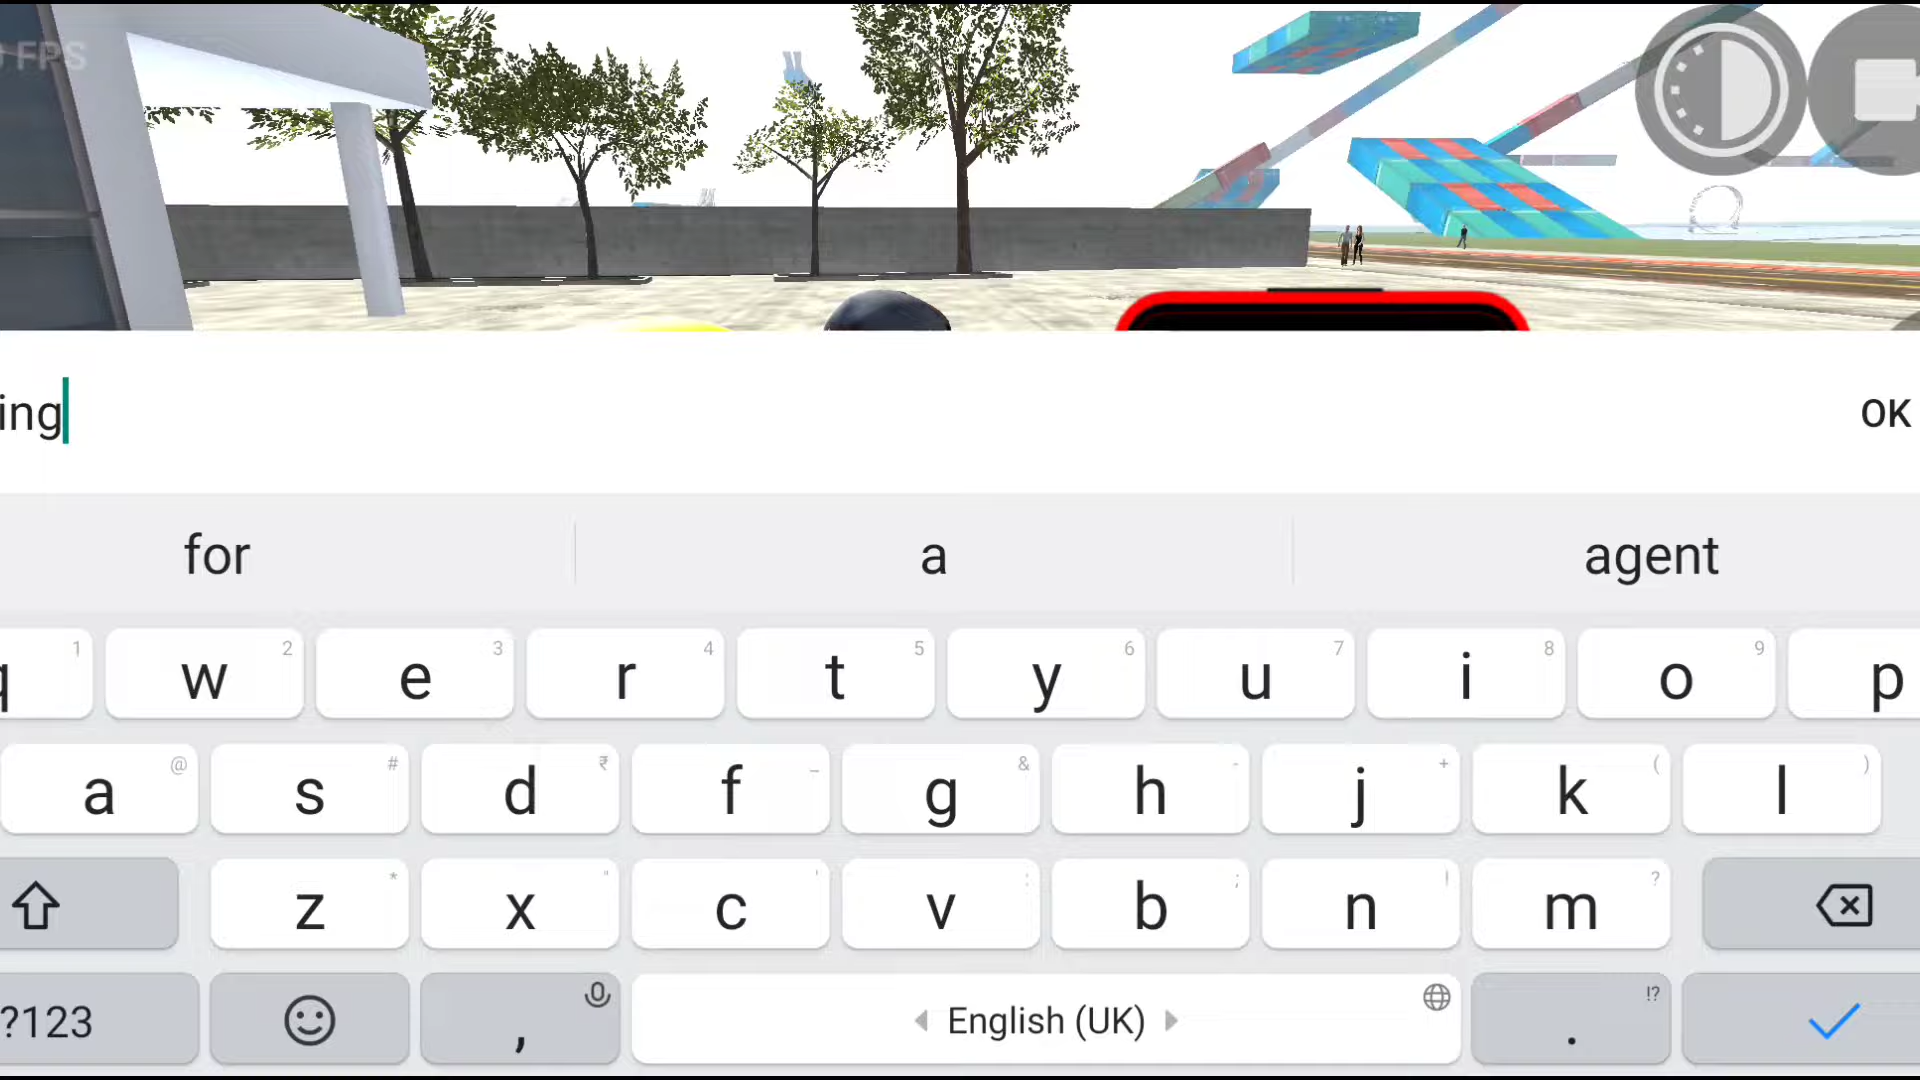 FPS
ing
OK
for a agent
q 1 w 2 e 3 r 4 t 5 y 6 u 7 i 8 o 9 p
a @ s # d ₹ f _ g & h - j + k ( l )
z * x " c ' v : b ; n ! m ?
?123 , English (UK) . !?